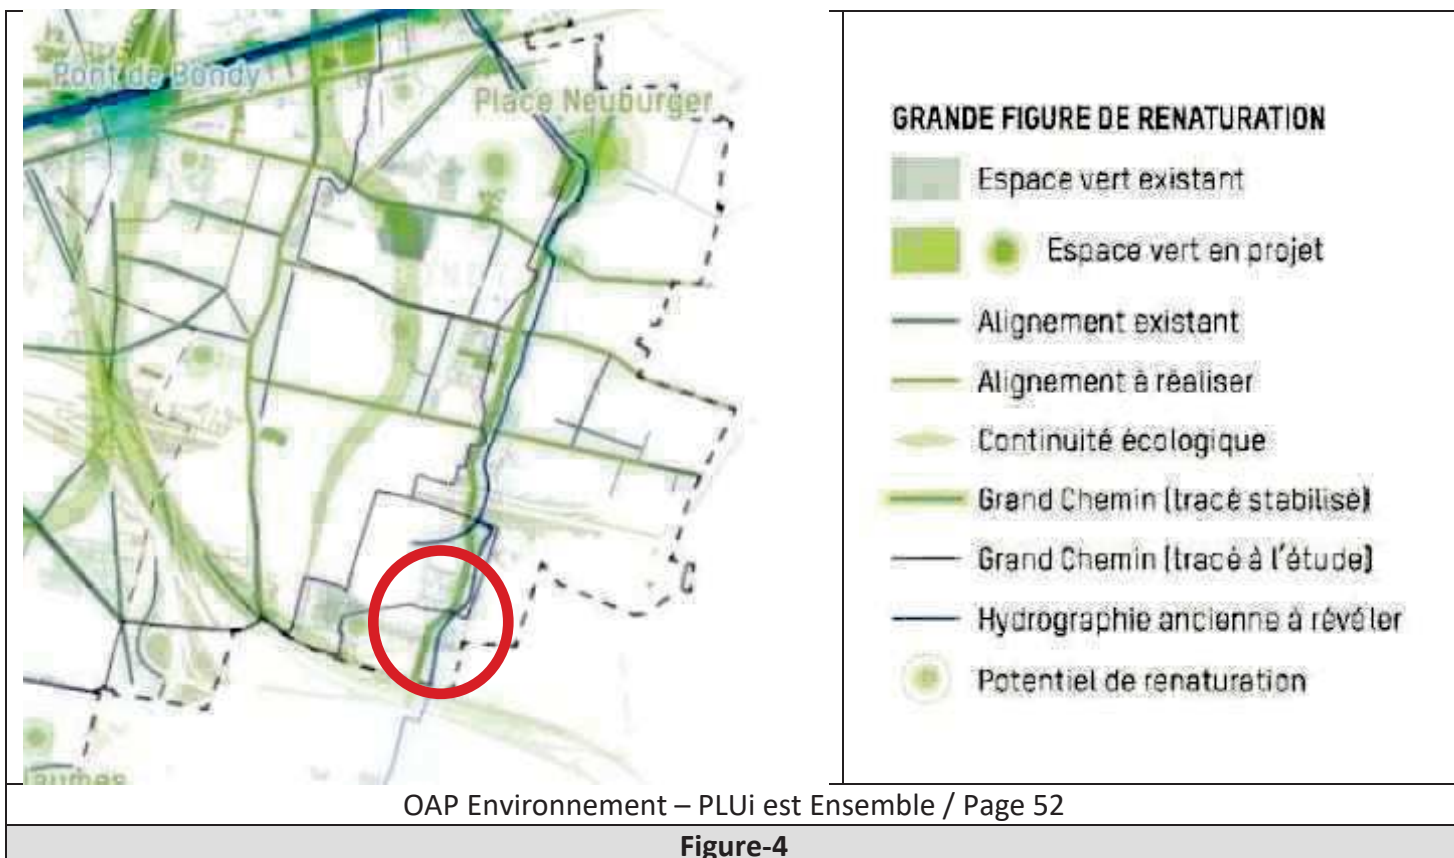 Pont de Bondy
Place Neuburger
GRANDE FIGURE DE RENATURATION
Espace vert existant
Espace vert en projet
Alignement existant
Alignement à réaliser
Continuité écologique
Grand Chemin (tracé stabilisé)
Grand Chemin (tracé à l'étude)
Hydrographie ancienne à révéler
Potentiel de renaturation
OAP Environnement – PLUi est Ensemble / Page 52
Figure-4